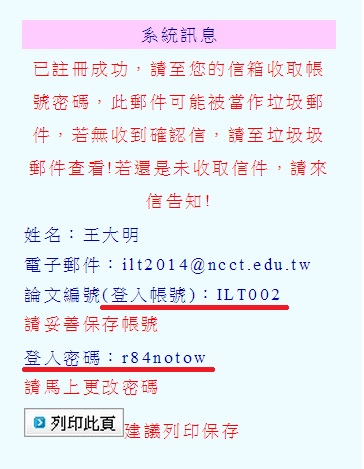 系統訊息
已註冊成功，請至您的信箱收取帳
號密碼，此郵件可能被當作垃圾郵
件，若無收到確認信，請至垃圾圾
郵件查看!若還是未收取信件，請來
信告知!
姓名：王大明
電子郵件：ilt2014@ncct.edu.tw
論文編號(登入帳號)：ILT002
請妥善保存帳號
登入密碼：r84notow
請馬上更改密碼
列印此頁 建議列印保存